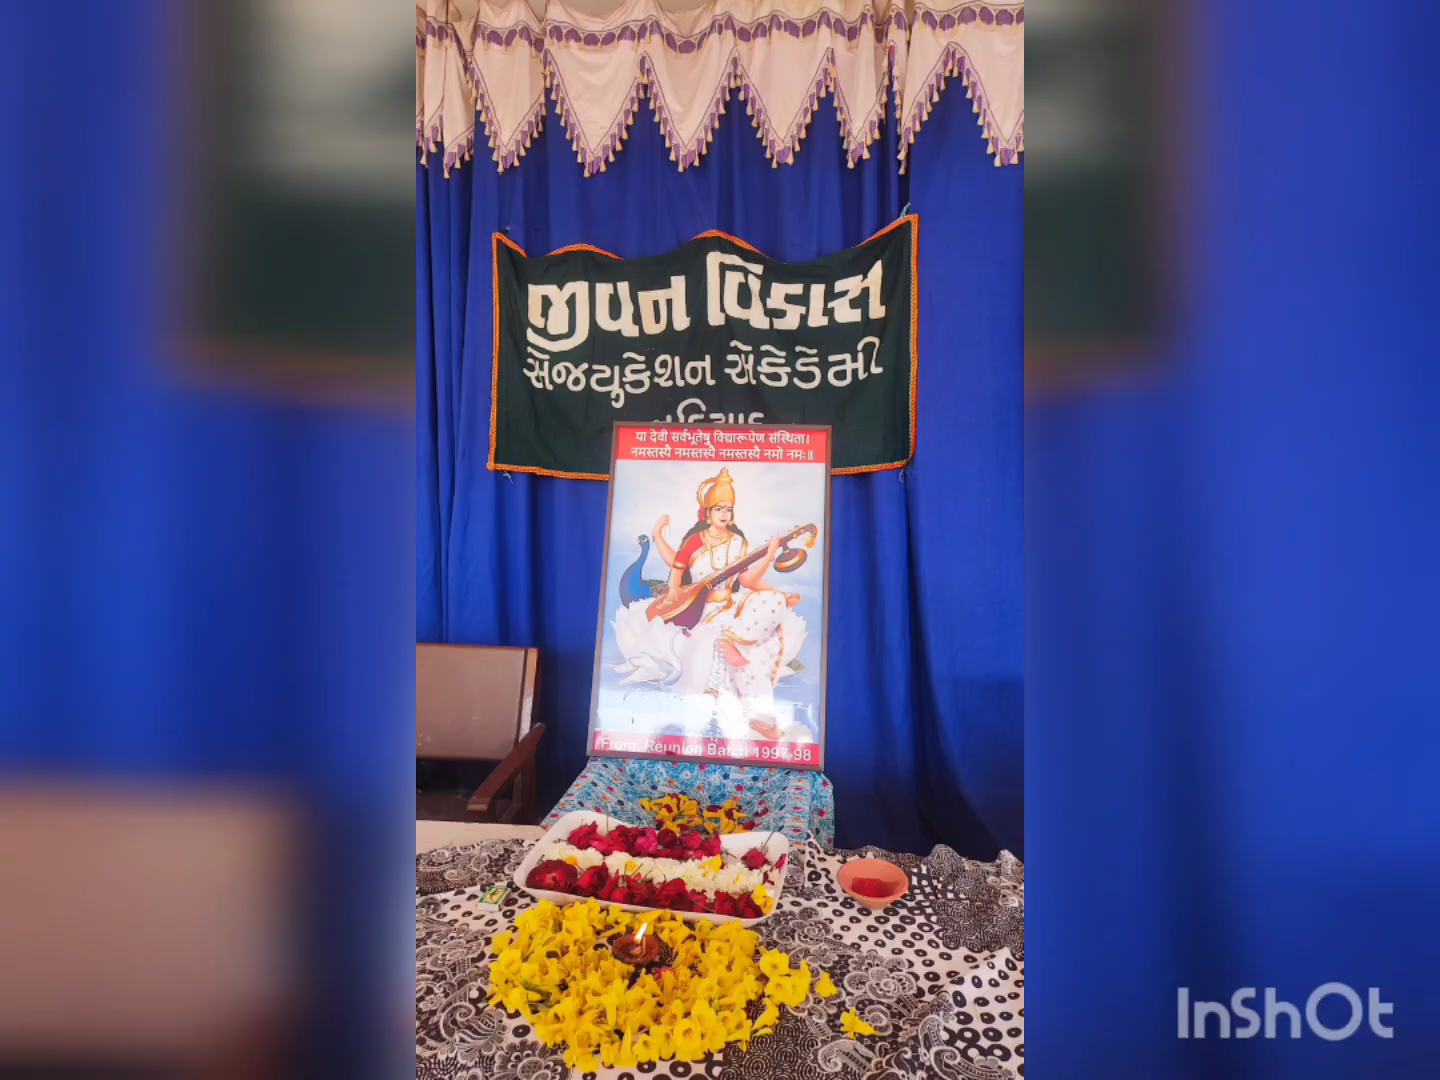 જીવન વિકાસ
એજ્યુકેશન એકેડેમી
या देवी सर्वभूतेषु विद्यारूपेण संस्थिता।
नमस्तस्यै नमस्तस्यै नमस्तस्यै नमो नमः॥
From: Reunion Batch 1997-98
InShOt